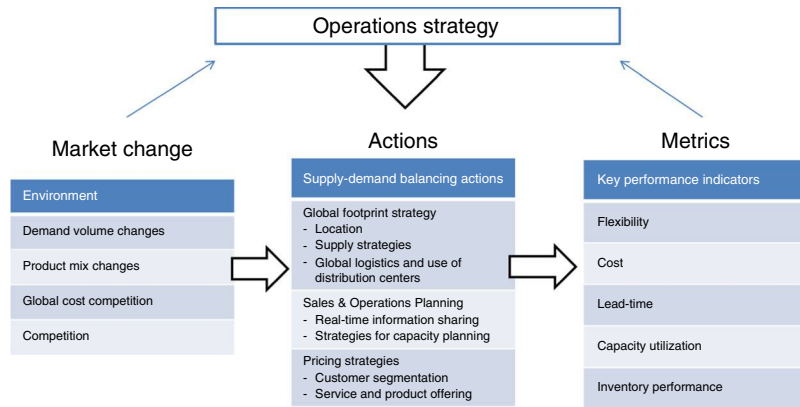 Operations strategy
Market change
Environment
Demand volume changes
Product mix changes
Global cost competition
Competition
Actions
Supply-demand balancing actions
Global footprint strategy
- Location
- Supply strategies
- Global logistics and use of
distribution centers
Sales & Operations Planning
- Real-time information sharing
- Strategies for capacity planning
Pricing strategies
- Customer segmentation
- Service and product offering
Metrics
Key performance indicators
Flexibility
Cost
Lead-time
Capacity utilization
Inventory performance